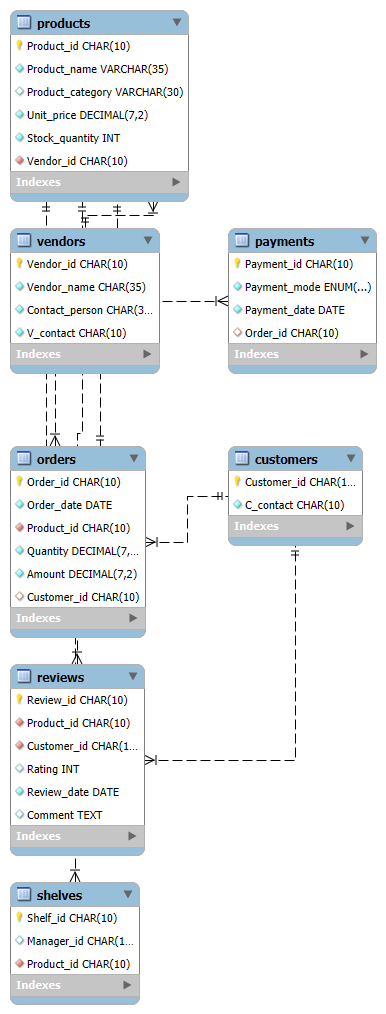 products
Product_id CHAR(10)
Product_name VARCHAR(35)
Product_category VARCHAR(30)
Unit_price DECIMAL(7,2)
Stock_quantity INT
Vendor_id CHAR(10)
Indexes
vendors
Vendor_id CHAR(10)
Vendor_name CHAR(35)
Contact_person CHAR(3...
V_contact CHAR(10)
Indexes
payments
Payment_id CHAR(10)
Payment_mode ENUM(...)
Payment_date DATE
Order_id CHAR(10)
Indexes
orders
Order_id CHAR(10)
Order_date DATE
Product_id CHAR(10)
Quantity DECIMAL(7,...
Amount DECIMAL(7,2)
Customer_id CHAR(10)
Indexes
customers
Customer_id CHAR(1...
C_contact CHAR(10)
Indexes
reviews
Review_id CHAR(10)
Product_id CHAR(10)
Customer_id CHAR(1...
Rating INT
Review_date DATE
Comment TEXT
Indexes
shelves
Shelf_id CHAR(10)
Manager_id CHAR(1...
Product_id CHAR(10)
Indexes